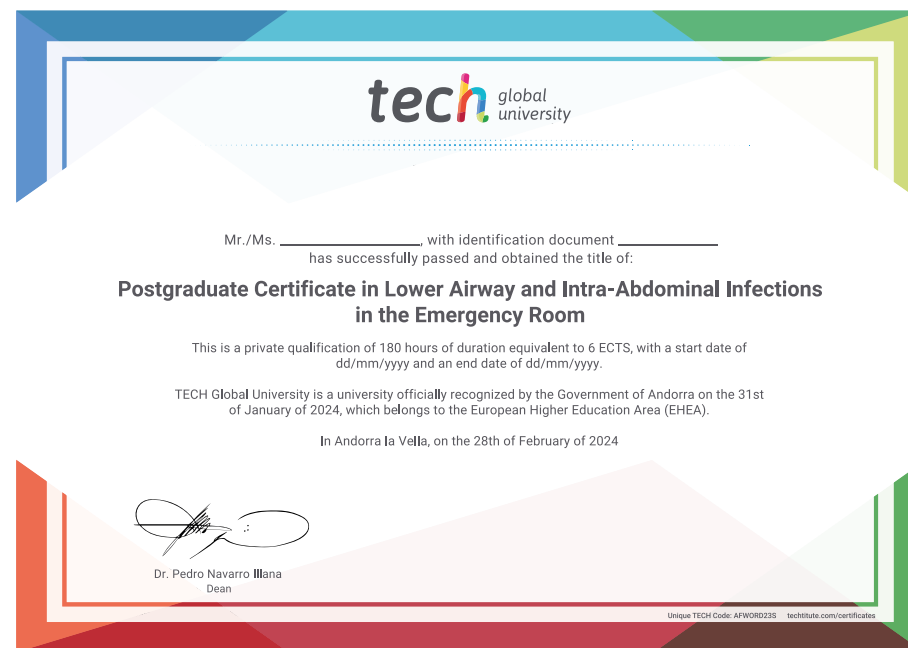 tech global university
Mr./Ms. ____________________, with identification document ______________
has successfully passed and obtained the title of:
Postgraduate Certificate in Lower Airway and Intra-Abdominal Infections
in the Emergency Room
This is a private qualification of 180 hours of duration equivalent to 6 ECTS, with a start date of
dd/mm/yyyy and an end date of dd/mm/yyyy.
TECH Global University is a university officially recognized by the Government of Andorra on the 31st
of January of 2024, which belongs to the European Higher Education Area (EHEA).
In Andorra la Vella, on the 28th of February of 2024
Dr. Pedro Navarro Illana
Dean
Unique TECH Code: AFWORD23S techtitute.com/certificates